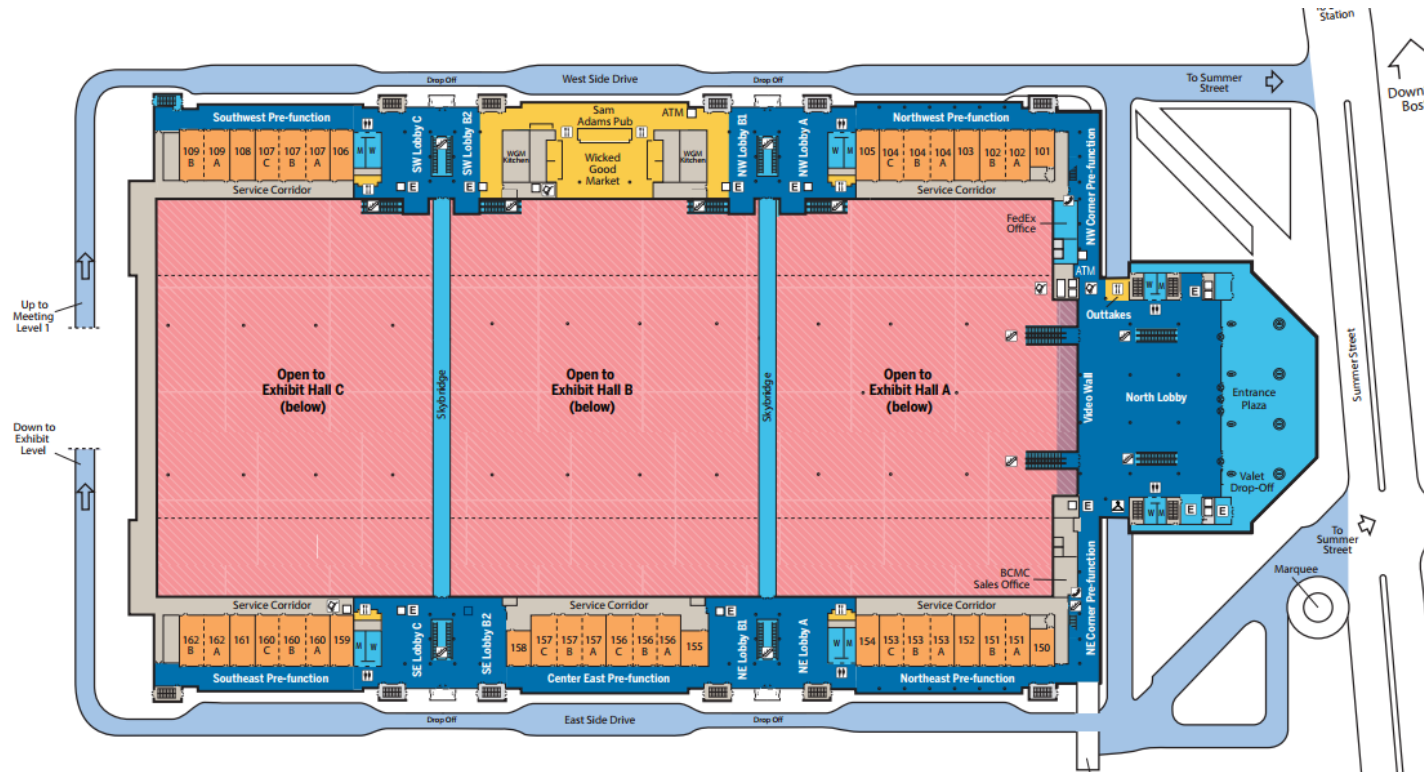 Station
Down
Bos
West Side Drive
Drop Off
Drop Off
To Summer
Street
Southwest Pre-function
SW Lobby C
SW Lobby B2
Sam
Adams Pub
ATM
WGM
Kitchen
Wicked
Good
Market
WGM
Kitchen
NW Lobby B1
NW Lobby A
Northwest Pre-function
109
B
109
A
108
107
C
107
B
107
A
106
M W
M W
105
104
C
104
B
104
A
103
102
B
102
A
101
Service Corridor
E
E
E
E
Service Corridor
NW Corner Pre-function
FedEx
Office
ATM
Outtakes
W M
E
Up to
Meeting
Level 1
Open to
Exhibit Hall C
(below)
Skybridge
Open to
Exhibit Hall B
(below)
Skybridge
Open to
Exhibit Hall A
(below)
Video Wall
North Lobby
Entrance
Plaza
Summer Street
Down to
Exhibit
Level
Valet
Drop-Off
E
W M
E
E
To
Summer
Street
Marquee
BCMC
Sales Office
NE Corner Pre-function
Service Corridor
E
Service Corridor
E
Service Corridor
162
B
162
A
161
160
C
160
B
160
A
159
M W
SE Lobby C
SE Lobby B2
158
157
C
157
B
157
A
156
C
156
B
156
A
155
NE Lobby B1
NE Lobby A
W M
154
153
C
153
B
153
A
152
151
B
151
A
150
Southeast Pre-function
Center East Pre-function
Northeast Pre-function
Drop Off
East Side Drive
Drop Off